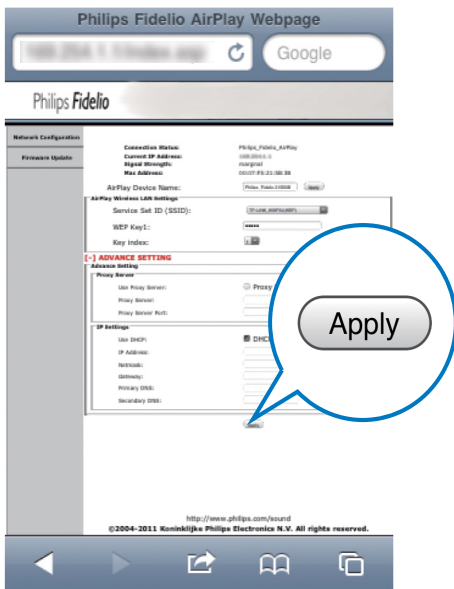 Philips Fidelio AirPlay Webpage
Google
Philips Fidelio
Network Configuration
Firmware Update
Connection Status: Philips_Fidelio_AirPlay
Current IP Address:
Signal Strength: marginal
Mac Address:
AirPlay Device Name: Apply
AirPlay Wireless LAN Settings
Service Set ID (SSID):
WEP Key1: •••••
Key index:
[-] ADVANCE SETTING
Advance Setting
Proxy Server
Use Proxy Server: Proxy
Proxy Server:
Proxy Server Port:
IP Settings
Use DHCP: DHCP
IP Address:
Netmask:
Gateway:
Primary DNS:
Secondary DNS:
Apply
Apply
http://www.philips.com/sound
©2004-2011 Koninklijke Philips Electronics N.V. All rights reserved.